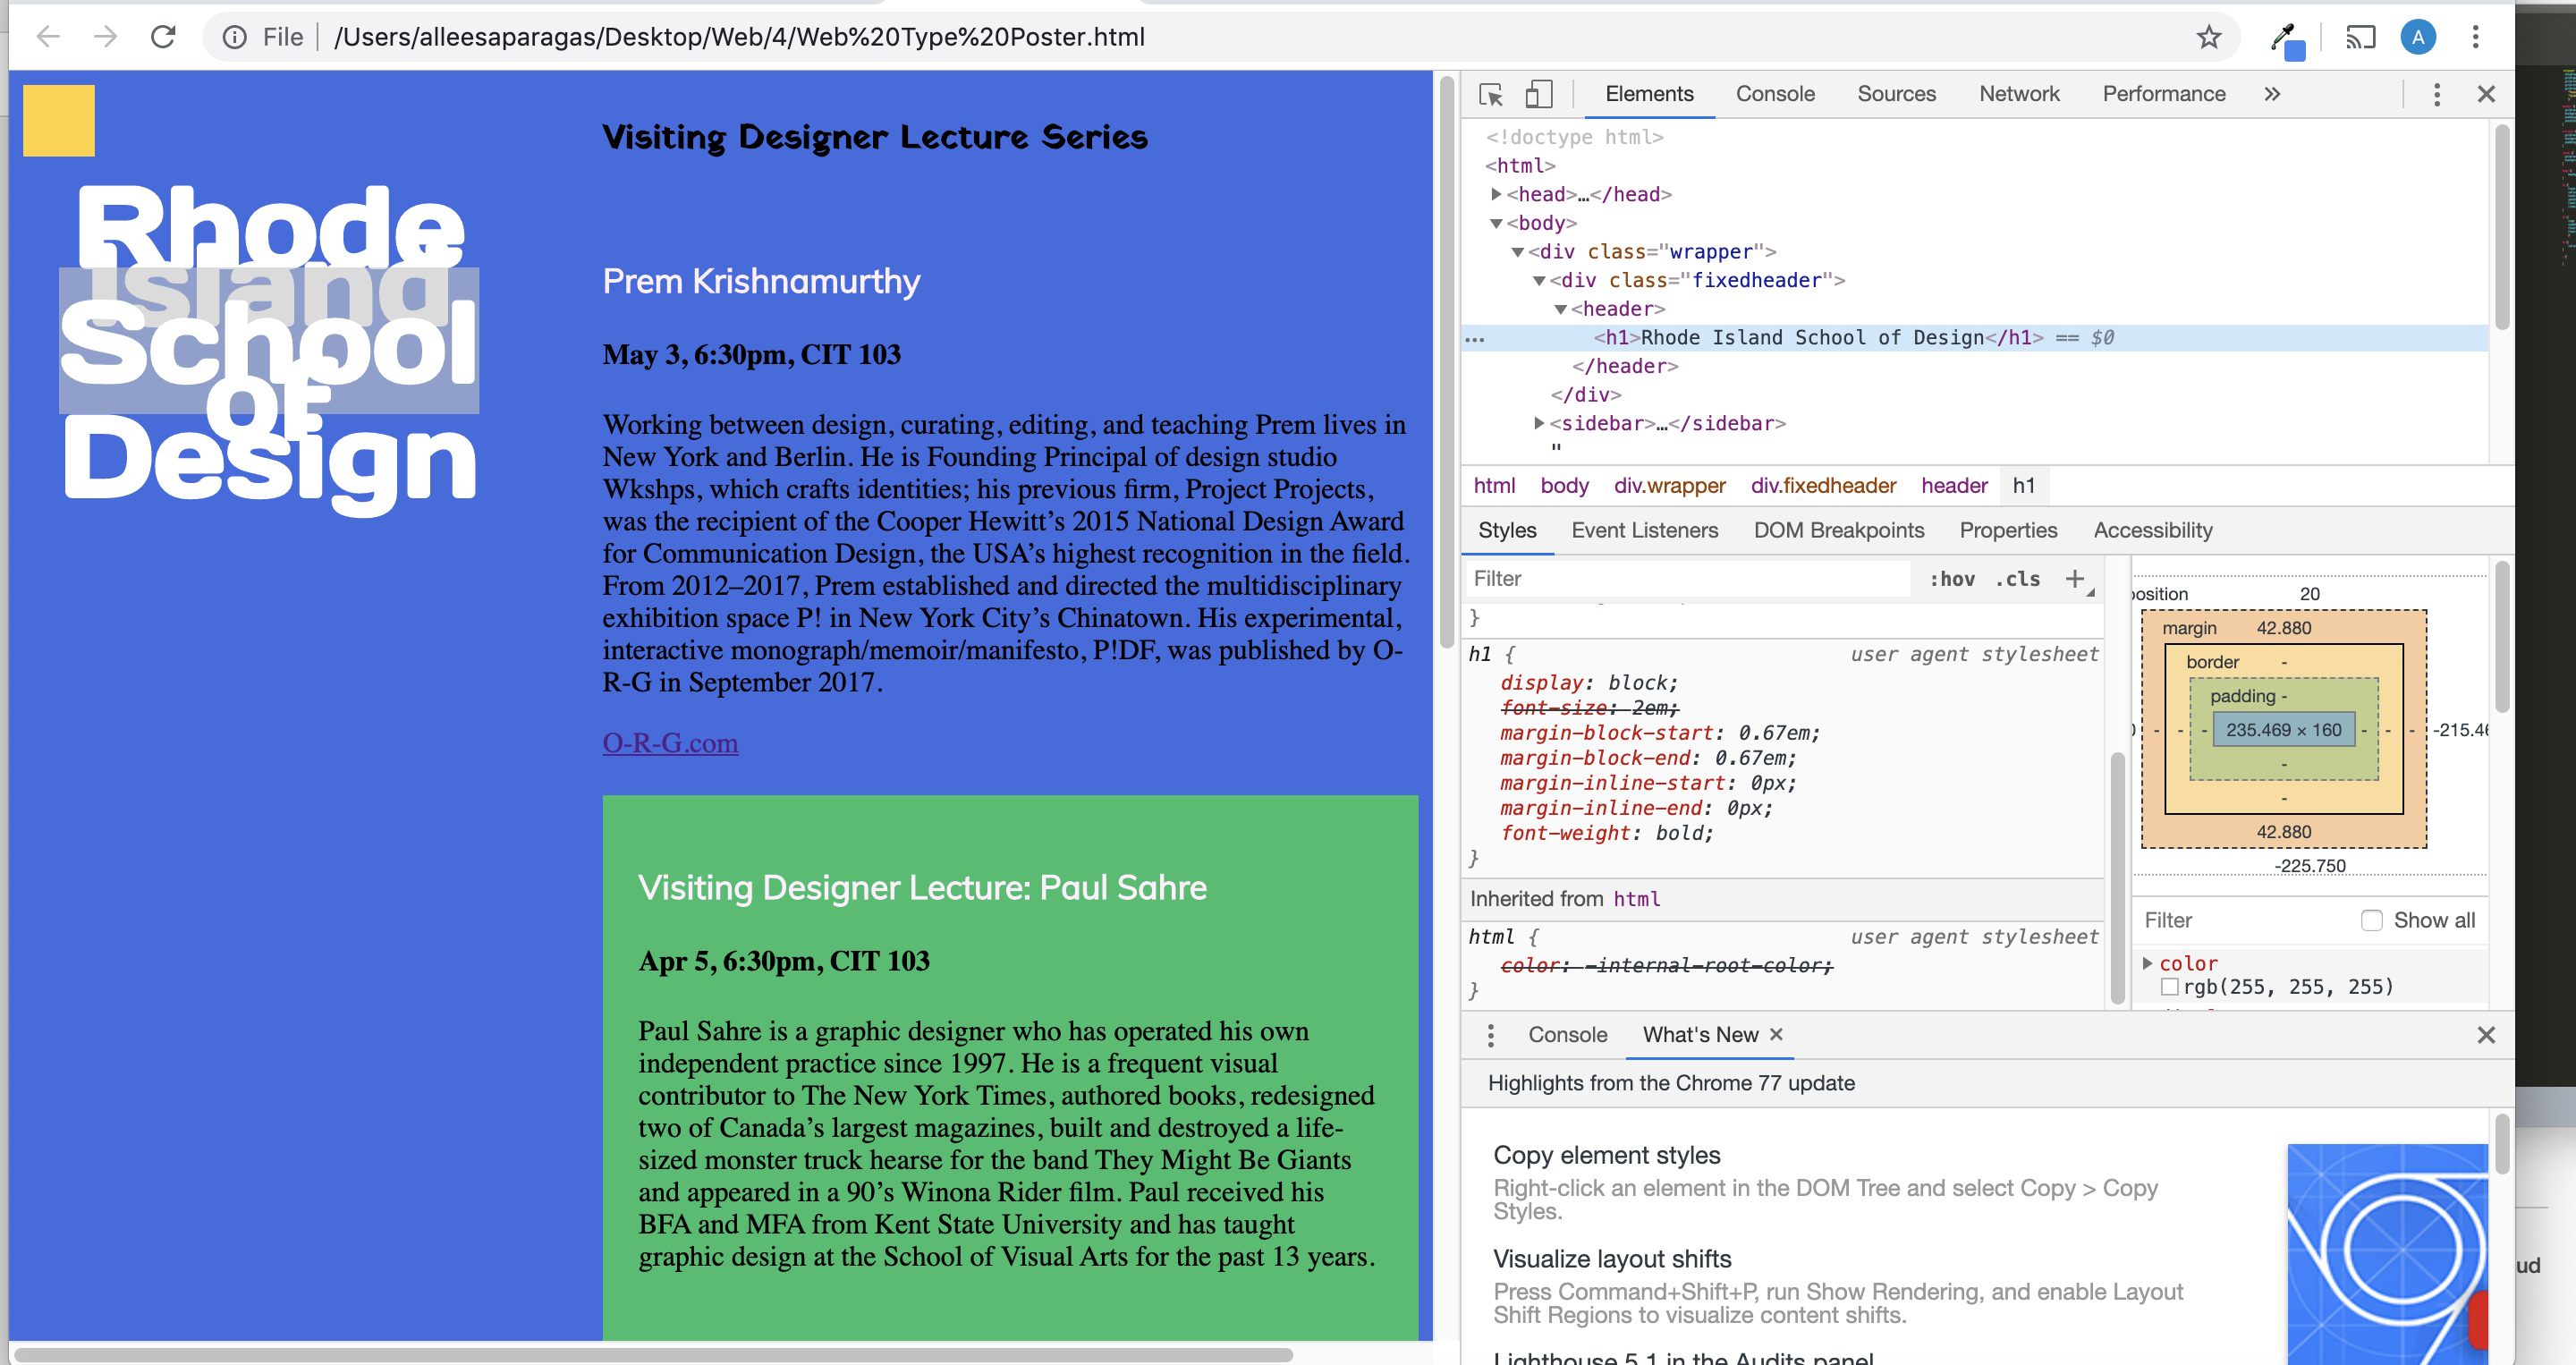 File /Users/alleesaparagas/Desktop/Web/4/Web%20Type%20Poster.html
A
Visiting Designer Lecture Series
Rhode
Island
School
of
Design
Prem Krishnamurthy
May 3, 6:30pm, CIT 103
Working between design, curating, editing, and teaching Prem lives in
New York and Berlin. He is Founding Principal of design studio
Wkshps, which crafts identities; his previous firm, Project Projects,
was the recipient of the Cooper Hewitt’s 2015 National Design Award
for Communication Design, the USA’s highest recognition in the field.
From 2012–2017, Prem established and directed the multidisciplinary
exhibition space P! in New York City’s Chinatown. His experimental,
interactive monograph/memoir/manifesto, P!DF, was published by O-
R-G in September 2017.
O-R-G.com
Visiting Designer Lecture: Paul Sahre
Apr 5, 6:30pm, CIT 103
Paul Sahre is a graphic designer who has operated his own
independent practice since 1997. He is a frequent visual
contributor to The New York Times, authored books, redesigned
two of Canada’s largest magazines, built and destroyed a life-
sized monster truck hearse for the band They Might Be Giants
and appeared in a 90’s Winona Rider film. Paul received his
BFA and MFA from Kent State University and has taught
graphic design at the School of Visual Arts for the past 13 years.
Elements Console Sources Network Performance »
<!doctype html>
<html>
<head>…</head>
<body>
<div class="wrapper">
<div class="fixedheader">
<header>
… <h1>Rhode Island School of Design</h1> == $0
</header>
</div>
<sidebar>…</sidebar>
"
html body div.wrapper div.fixedheader header h1
Styles Event Listeners DOM Breakpoints Properties Accessibility
Filter :hov .cls +
}
h1 { user agent stylesheet
display: block;
font-size: 2em;
margin-block-start: 0.67em;
margin-block-end: 0.67em;
margin-inline-start: 0px;
margin-inline-end: 0px;
font-weight: bold;
}
Inherited from html
html { user agent stylesheet
color: -internal-root-color;
}
position 20
margin 42.880
border -
padding -
- - - 235.469 × 160 - - - -215.46
-
-
42.880
-225.750
Filter Show all
color
rgb(255, 255, 255)
Console What's New ×
Highlights from the Chrome 77 update
Copy element styles
Right-click an element in the DOM Tree and select Copy > Copy
Styles.
Visualize layout shifts
Press Command+Shift+P, run Show Rendering, and enable Layout
Shift Regions to visualize content shifts.
Lighthouse 5.1 in the Audits panel
ud